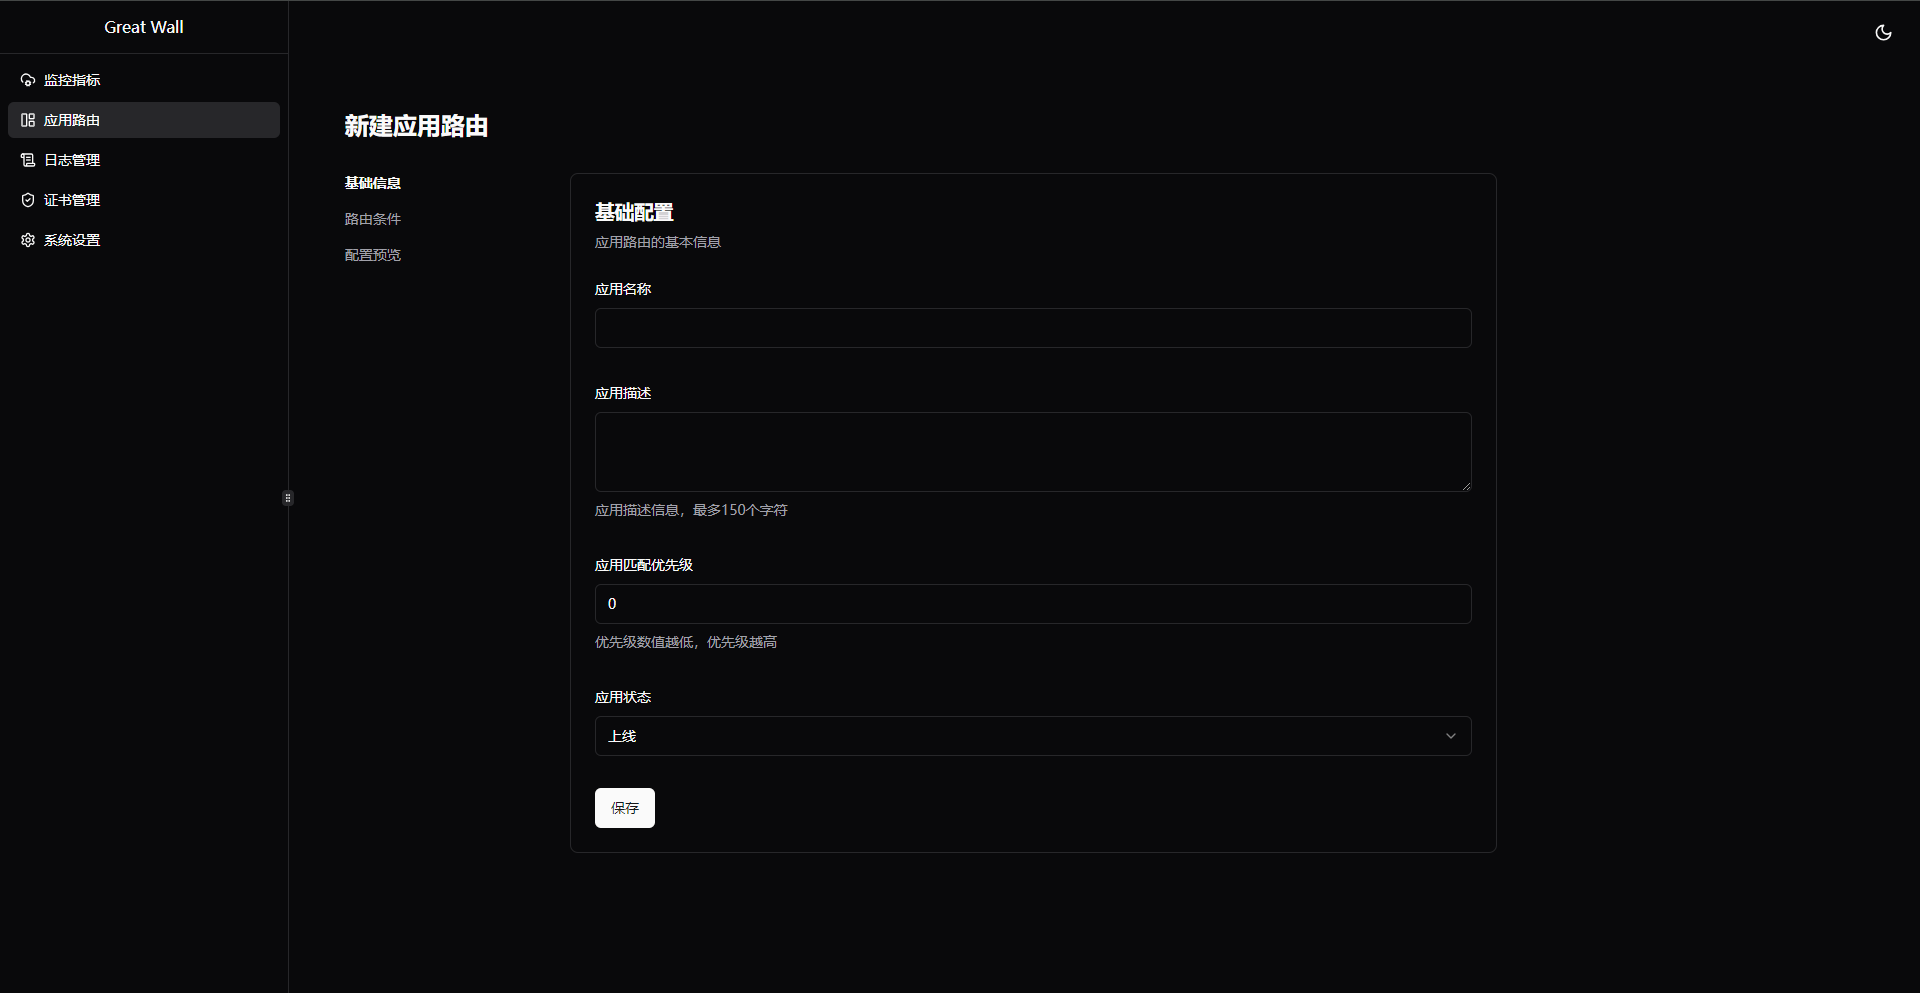 Great Wall
监控指标
应用路由
日志管理
证书管理
系统设置
新建应用路由
基础信息
路由条件
配置预览
基础配置
应用路由的基本信息
应用名称
应用描述
应用描述信息，最多150个字符
应用匹配优先级
0
优先级数值越低，优先级越高
应用状态
上线
保存